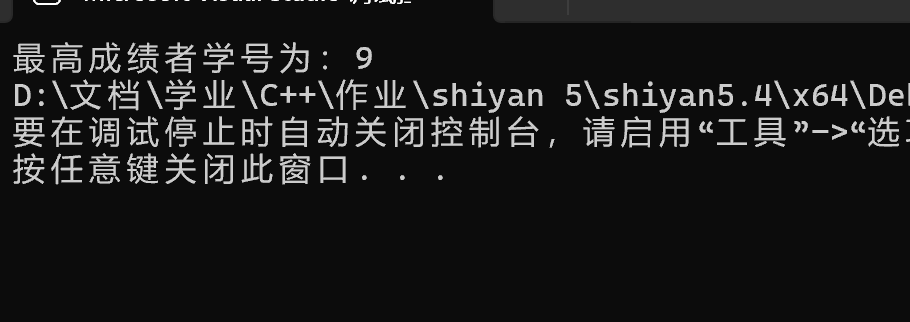 最高成绩者学号为: 9
D:\文档\学业\C++\作业\shiyan 5\shiyan5.4\x64\De
要在调试停止时自动关闭控制台, 请启用“工具”->“选
按任意键关闭此窗口. . .